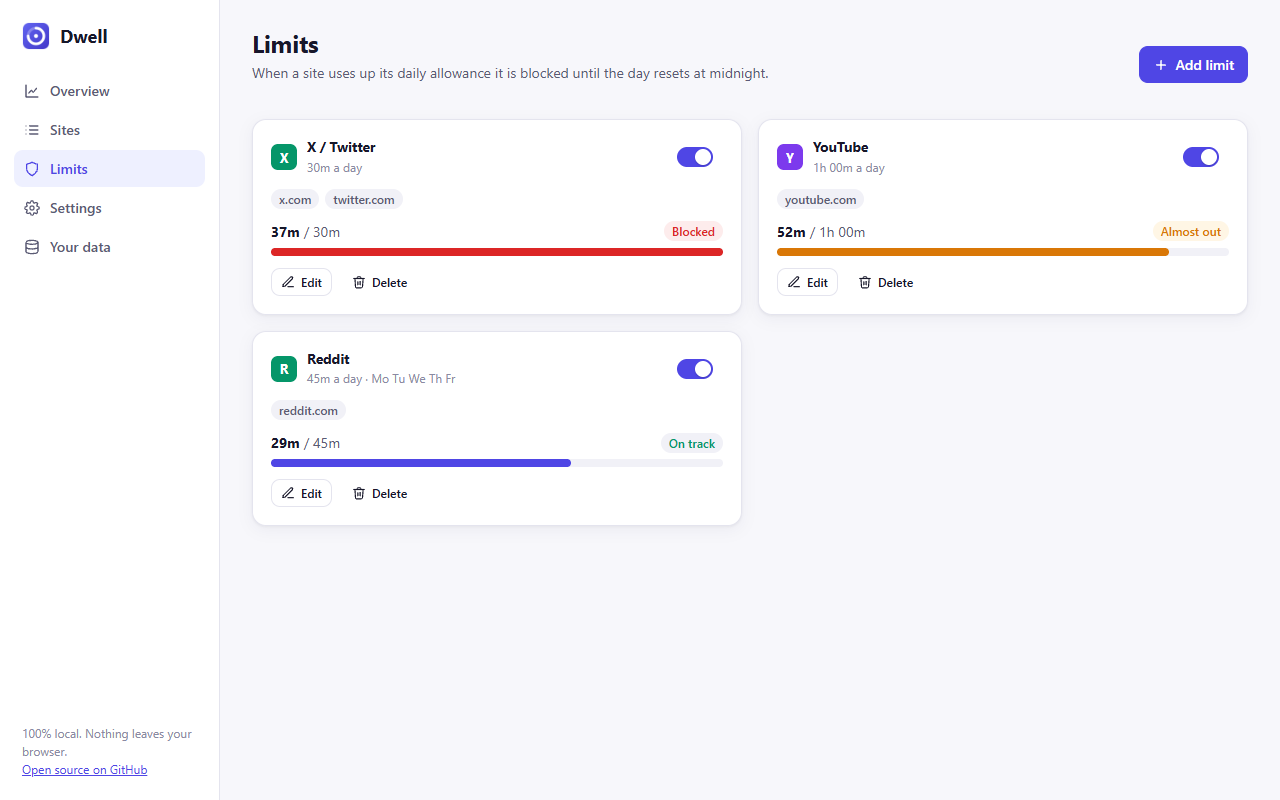 Dwell
Overview
Sites
Limits
Settings
Your data
100% local. Nothing leaves your
browser.
Open source on GitHub
Limits
When a site uses up its daily allowance it is blocked until the day resets at midnight.
+ Add limit
X
X / Twitter
30m a day
x.com twitter.com
37m / 30m Blocked
Edit Delete
Y
YouTube
1h 00m a day
youtube.com
52m / 1h 00m Almost out
Edit Delete
R
Reddit
45m a day · Mo Tu We Th Fr
reddit.com
29m / 45m On track
Edit Delete